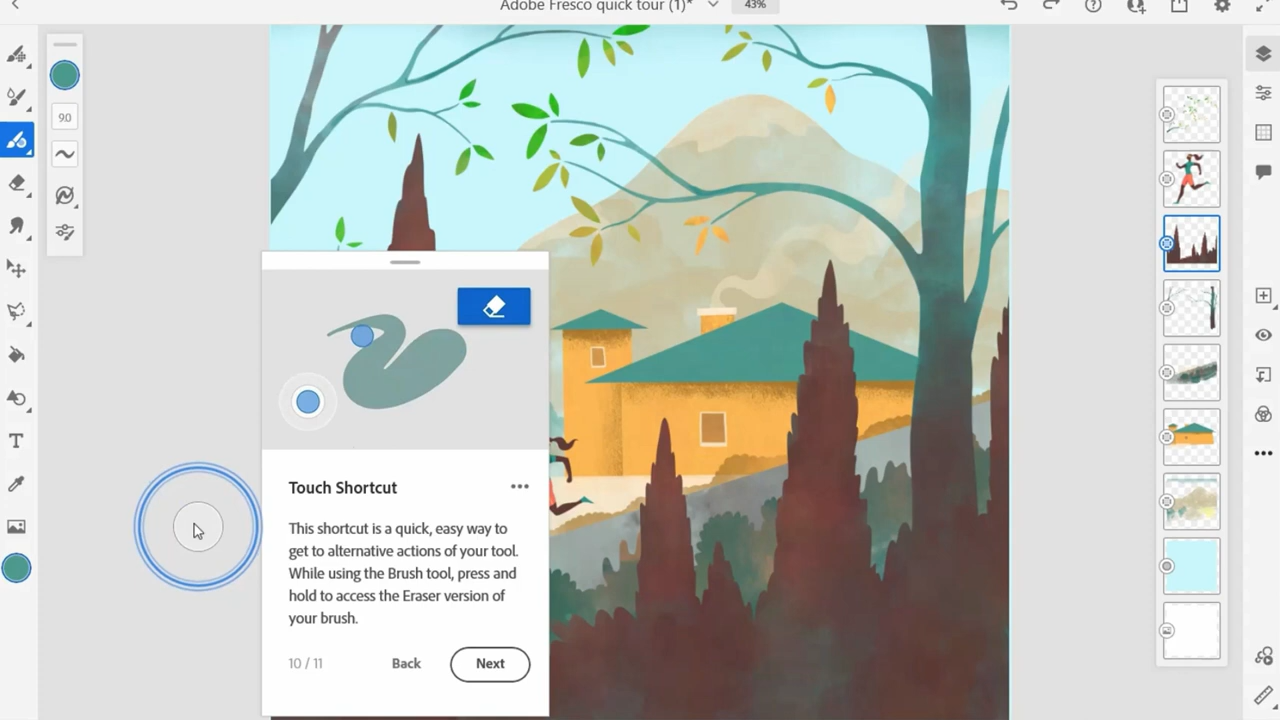 Adobe Fresco quick tour (1)*
43%
90
T
Touch Shortcut
This shortcut is a quick, easy way to
get to alternative actions of your tool.
While using the Brush tool, press and
hold to access the Eraser version of
your brush.
10 / 11
Back
Next